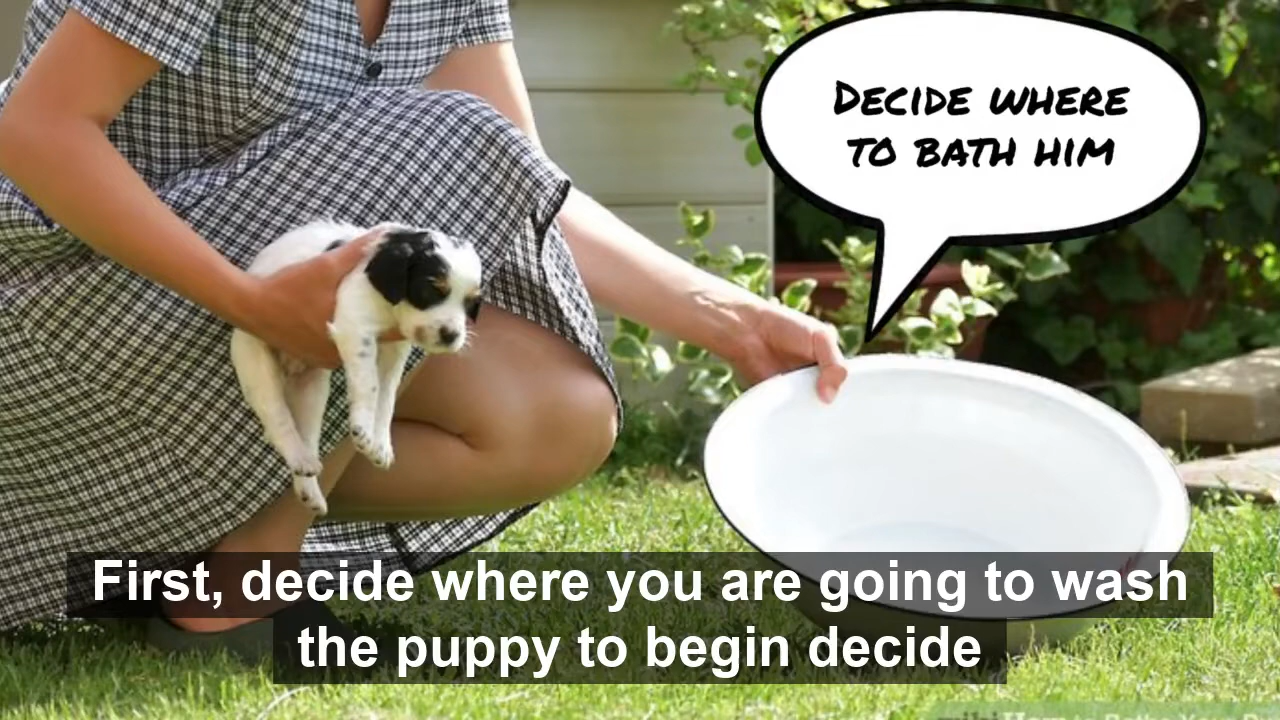 DECIDE WHERE
TO BATH HIM
First, decide where you are going to wash
the puppy to begin decide